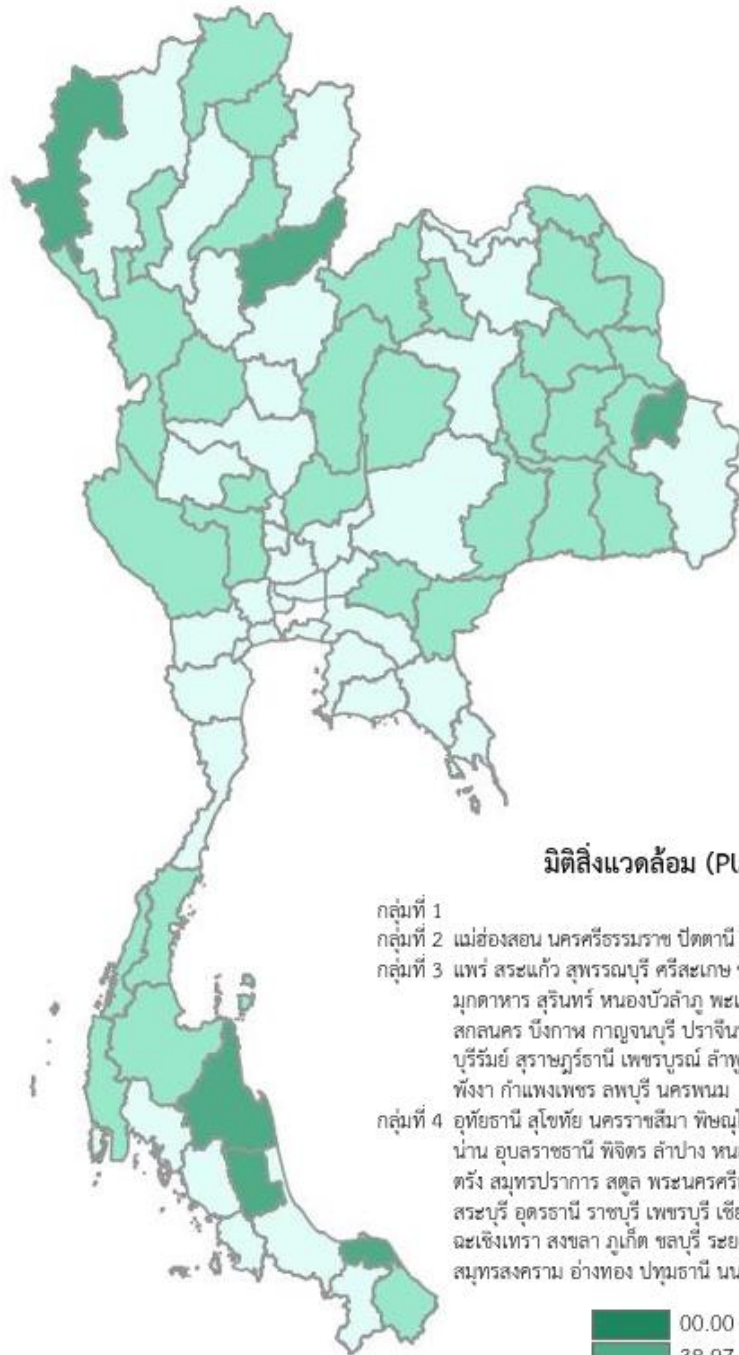 มิติสิ่งแวดล้อม
กลุ่มที่ 1
กลุ่มที่ 2 แม่ฮ่องสอน นครศรีธรรมราช ปัตตานี
กลุ่มที่ 3 แพร่ สระแก้ว สุพรรณบุรี ศรีสะเกษ
มุกดาหาร สุรินทร์ หนองบัวลำภู
สกลนคร บึงกาฬ กาญจนบุรี
บุรีรัมย์ สุราษฎร์ธานี เพชรบูรณ์
พังงา กำแพงเพชร ลพบุรี นครพนม
กลุ่มที่ 4 อุทัยธานี สุโขทัย นครราชสีมา
น่าน อุบลราชธานี พิจิตร ลำปาง
ตรัง สมุทรปราการ สตูล
สระบุรี อุดรธานี ราชบุรี เพชรบุรี
ฉะเชิงเทรา สงขลา ภูเก็ต ชลบุรี
สมุทรสงคราม อ่างทอง ปทุมธานี
00.00